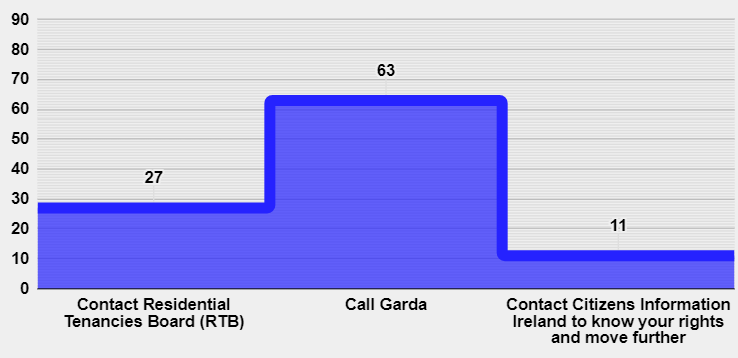 90
80
70
60
50
40
30
20
10
0
27
63
11
Contact Residential
Tenancies Board (RTB)
Call Garda
Contact Citizens Information
Ireland to know your rights
and move further